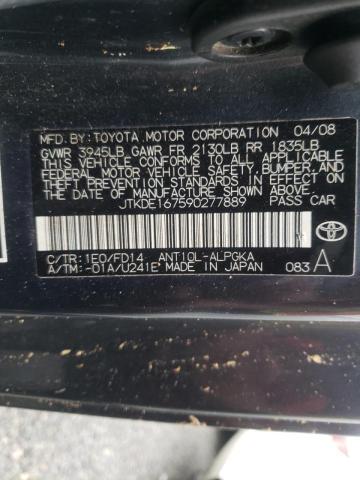 MFD.BY:TOYOTA MOTOR CORPORATION 04/08
GVWR 3945LB GAWR FR 2130LB RR 1835LB
THIS VEHICLE CONFORMS TO ALL APPLICABLE
FEDERAL MOTOR VEHICLE SAFETY, BUMPER, AND
THEFT PREVENTION STANDARDS IN EFFECT ON
THE DATE OF MANUFACTURE SHOWN ABOVE.
JTKDE167590277889 PASS CAR
C/TR:1E0/FD14 ANT10L-ALPGKA
A/TM:-01A/U241E MADE IN JAPAN 083 A